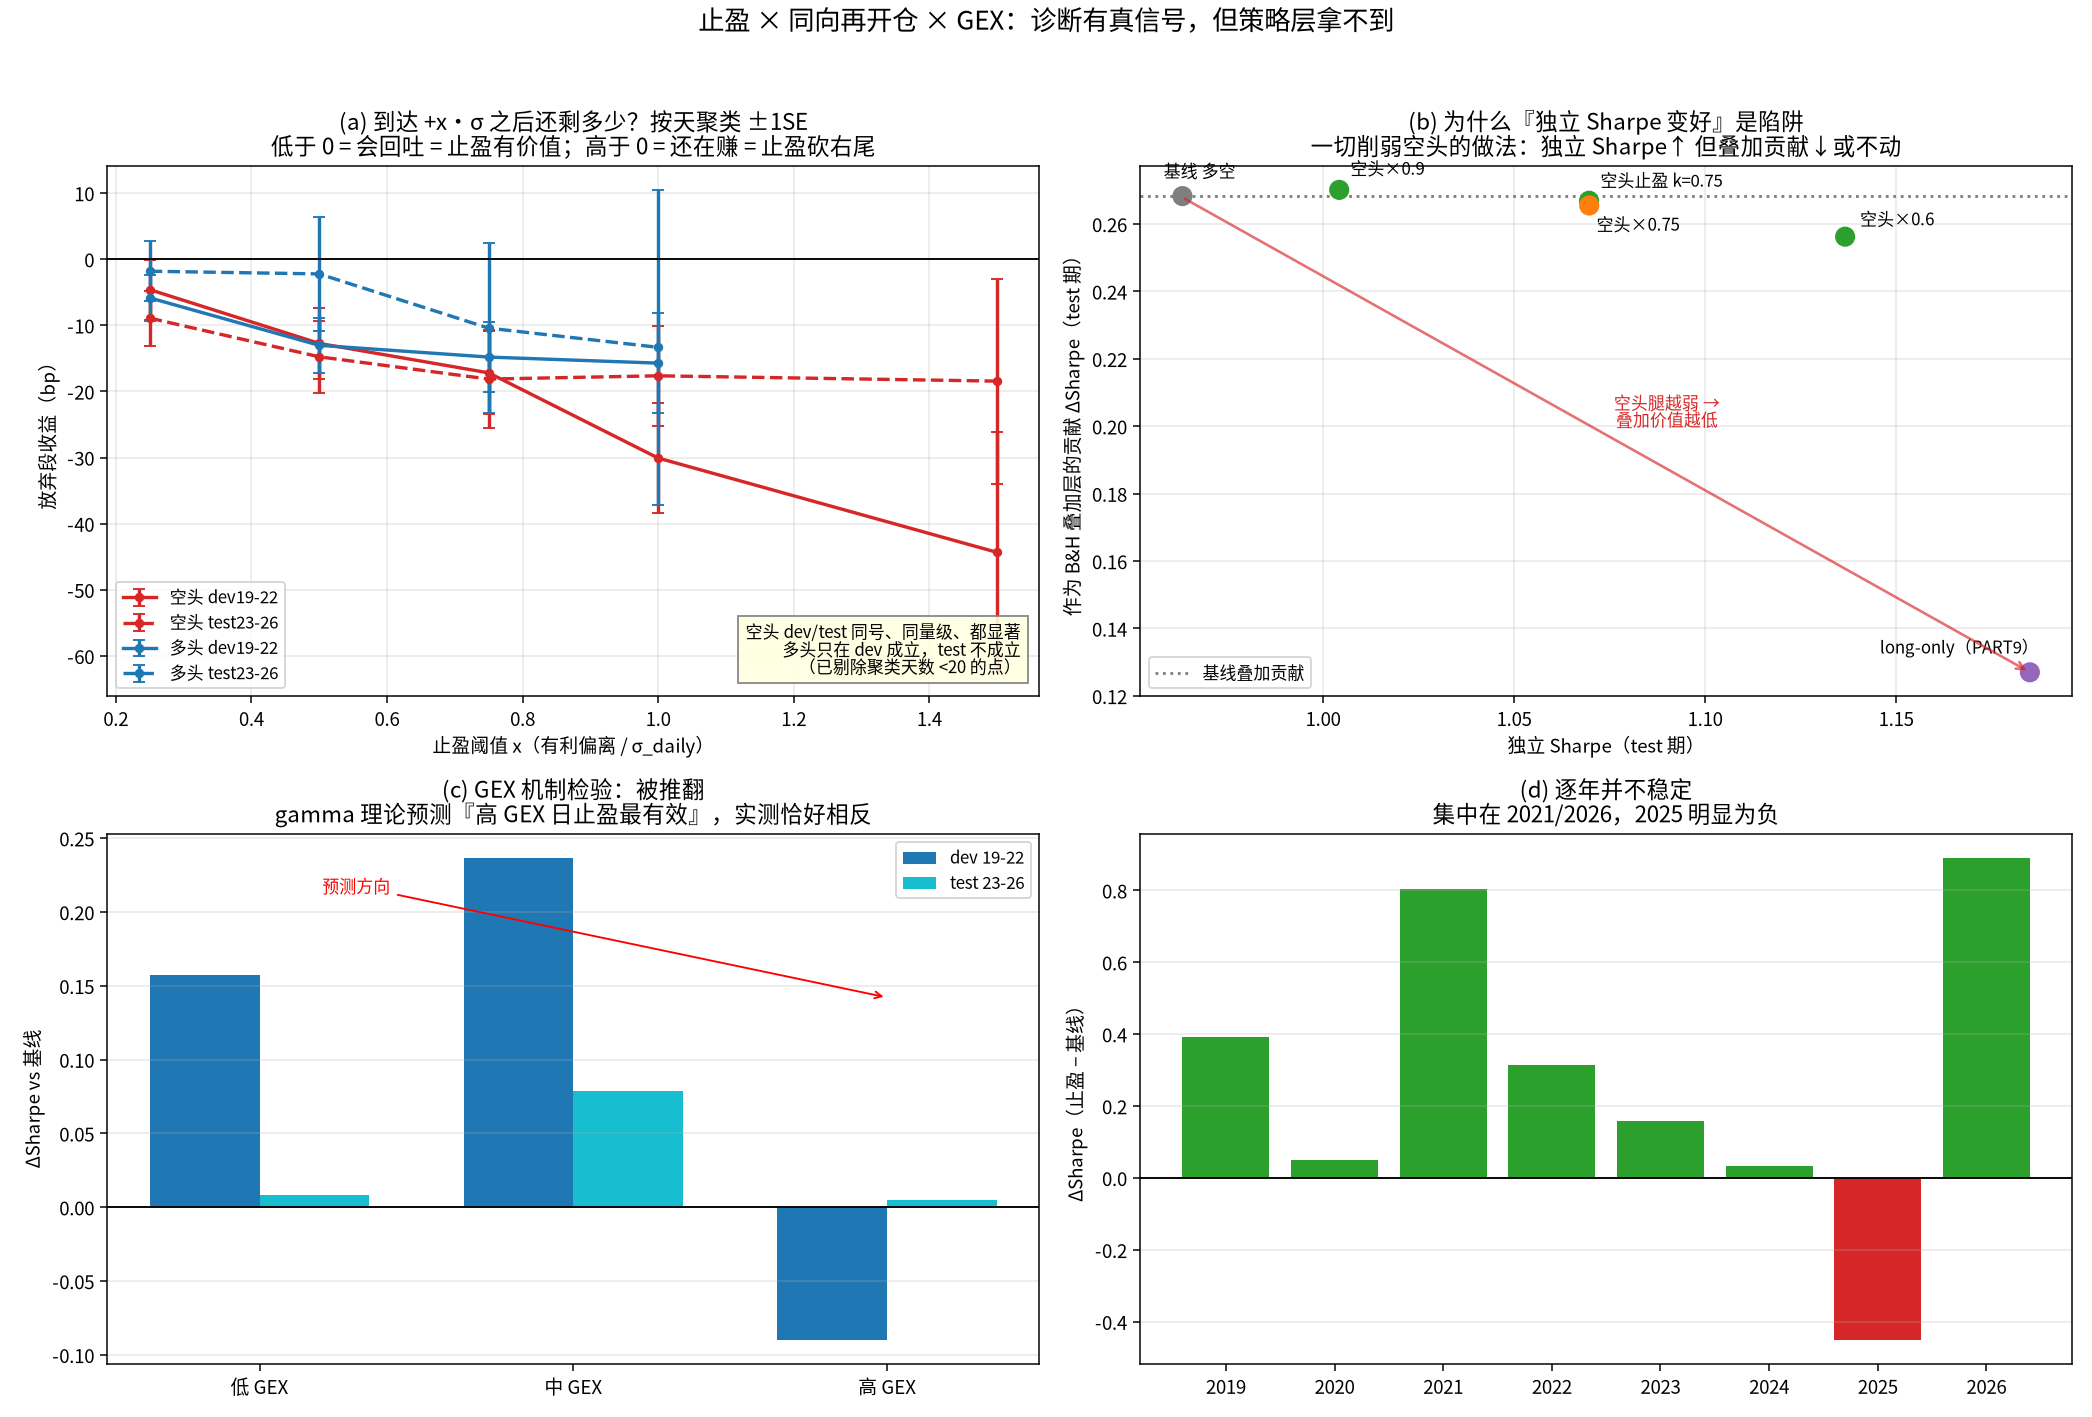 止盈 × 同向再开仓 × GEX：诊断有真信号，但策略层拿不到
(a) 到达 +x·σ 之后还剩多少？按天聚类 ±1SE
低于 0 = 会回吐 = 止盈有价值；高于 0 = 还在赚 = 止盈砍右尾
放弃段收益（bp）
10
0
-10
-20
-30
-40
-50
-60
空头 dev19-22
空头 test23-26
多头 dev19-22
多头 test23-26
空头 dev/test 同号、同量级、都显著
多头只在 dev 成立，test 不成立
（已剔除聚类天数 <20 的点）
0.2
0.4
0.6
0.8
1.0
1.2
1.4
止盈阈值 x（有利偏离 / σ_daily）
(b) 为什么『独立 Sharpe 变好』是陷阱
一切削弱空头的做法：独立 Sharpe↑ 但叠加贡献↓或不动
作为 B&H 叠加层的贡献 ΔSharpe（test 期）
0.26
0.24
0.22
0.20
0.18
0.16
0.14
0.12
基线 多空
空头×0.9
空头止盈 k=0.75
空头×0.75
空头×0.6
空头腿越弱 →
叠加价值越低
long-only（PART9）
基线叠加贡献
1.00
1.05
1.10
1.15
独立 Sharpe（test 期）
(c) GEX 机制检验：被推翻
gamma 理论预测『高 GEX 日止盈最有效』，实测恰好相反
ΔSharpe vs 基线
0.25
0.20
0.15
0.10
0.05
0.00
-0.05
-0.10
预测方向
dev 19-22
test 23-26
低 GEX
中 GEX
高 GEX
(d) 逐年并不稳定
集中在 2021/2026，2025 明显为负
ΔSharpe（止盈 − 基线）
0.8
0.6
0.4
0.2
0.0
-0.2
-0.4
2019
2020
2021
2022
2023
2024
2025
2026